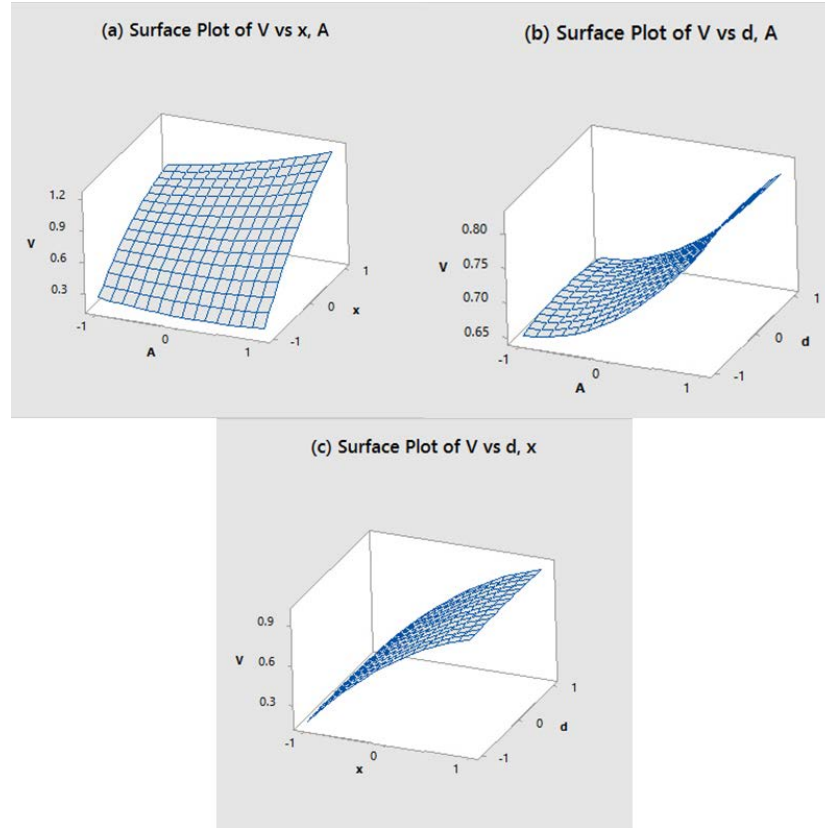 (a) Surface Plot of V vs x, A
1.2
0.9
V
0.6
0.3
-1
0
A
1
-1
0
x
1
(b) Surface Plot of V vs d, A
0.80
0.75
V
0.70
0.65
-1
0
A
1
-1
0
d
1
(c) Surface Plot of V vs d, x
0.9
V
0.6
0.3
-1
0
x
1
-1
0
d
1